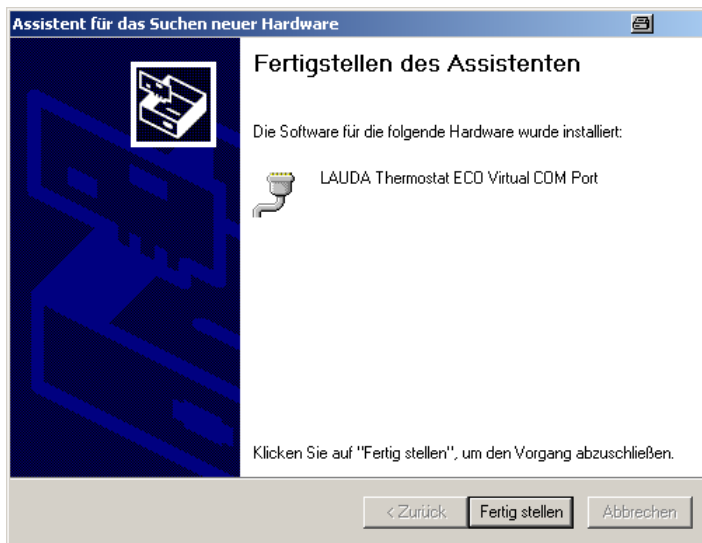 Assistent für das Suchen neuer Hardware
Fertigstellen des Assistenten
Die Software für die folgende Hardware wurde installiert:
LAUDA Thermostat ECO Virtual COM Port
Klicken Sie auf "Fertig stellen", um den Vorgang abzuschließen.
< Zurück
Fertig stellen
Abbrechen